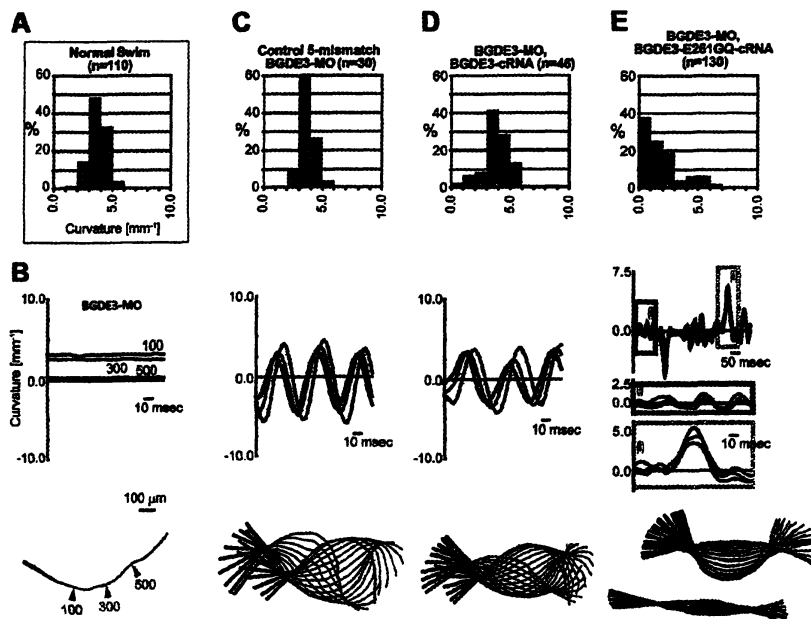 A
Normal Swim
(n=110)
60
40
%
20
0
0.0
5.0
10.0
Curvature [mm⁻¹]
C
Control 5-mismatch
BGDE3-MO (n=30)
60
40
%
20
0
0.0
5.0
10.0
D
BGDE3-MO,
BGDE3-cRNA (n=46)
60
40
%
20
0
0.0
5.0
10.0
E
BGDE3-MO,
BGDE3-E261GQ-cRNA
(n=130)
60
40
%
20
0
0.0
5.0
10.0
B
BGDE3-MO
10.0
0.0
-10.0
Curvature [mm⁻¹]
100
300
500
10 msec
10.0
0.0
-10.0
10 msec
10.0
0.0
-10.0
10 msec
7.5
0.0
50 msec
2.5
0.0
5.0
0.0
10 msec
100 μm
100
300
500